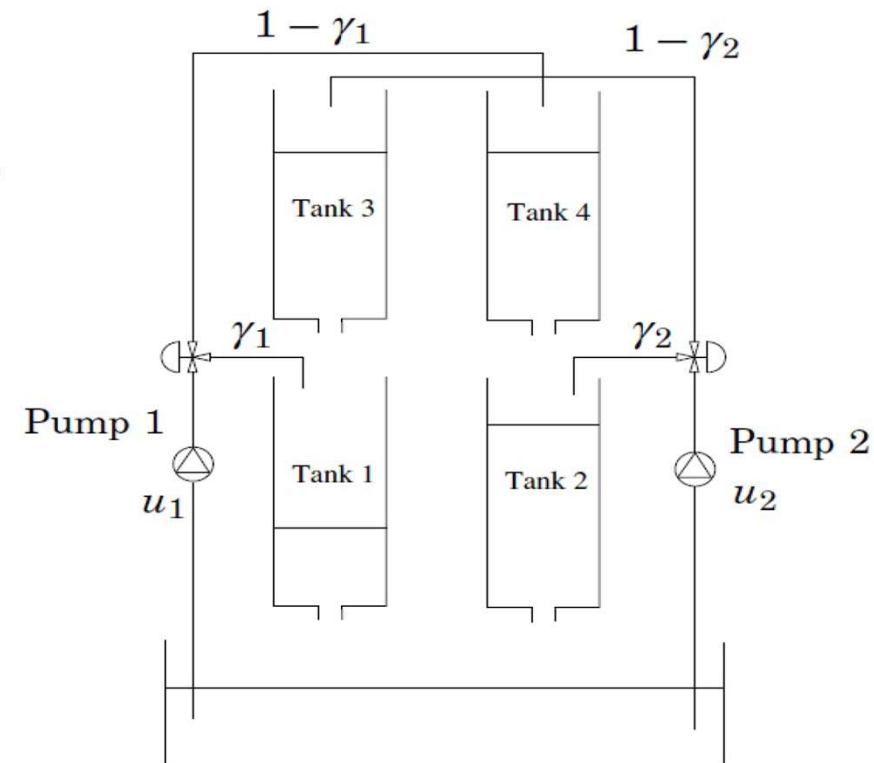 1 − γ₁
1 − γ₂
Tank 3
Tank 4
γ₁
γ₂
Pump 1
Pump 2
Tank 1
Tank 2
u₁
u₂